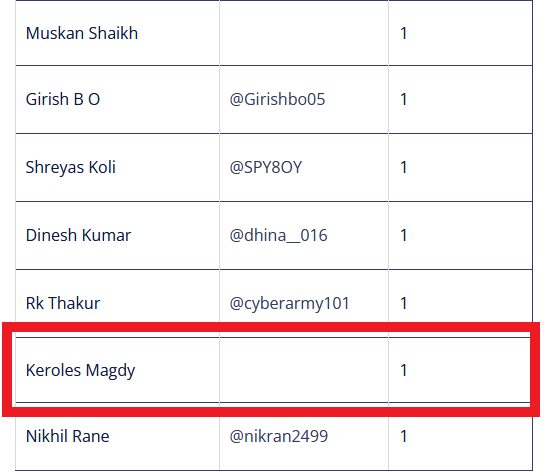 Muskan Shaikh 1
Girish B O @Girishbo05 1
Shreyas Koli @SPY8OY 1
Dinesh Kumar @dhina__016 1
Rk Thakur @cyberarmy101 1
Keroles Magdy 1
Nikhil Rane @nikran2499 1